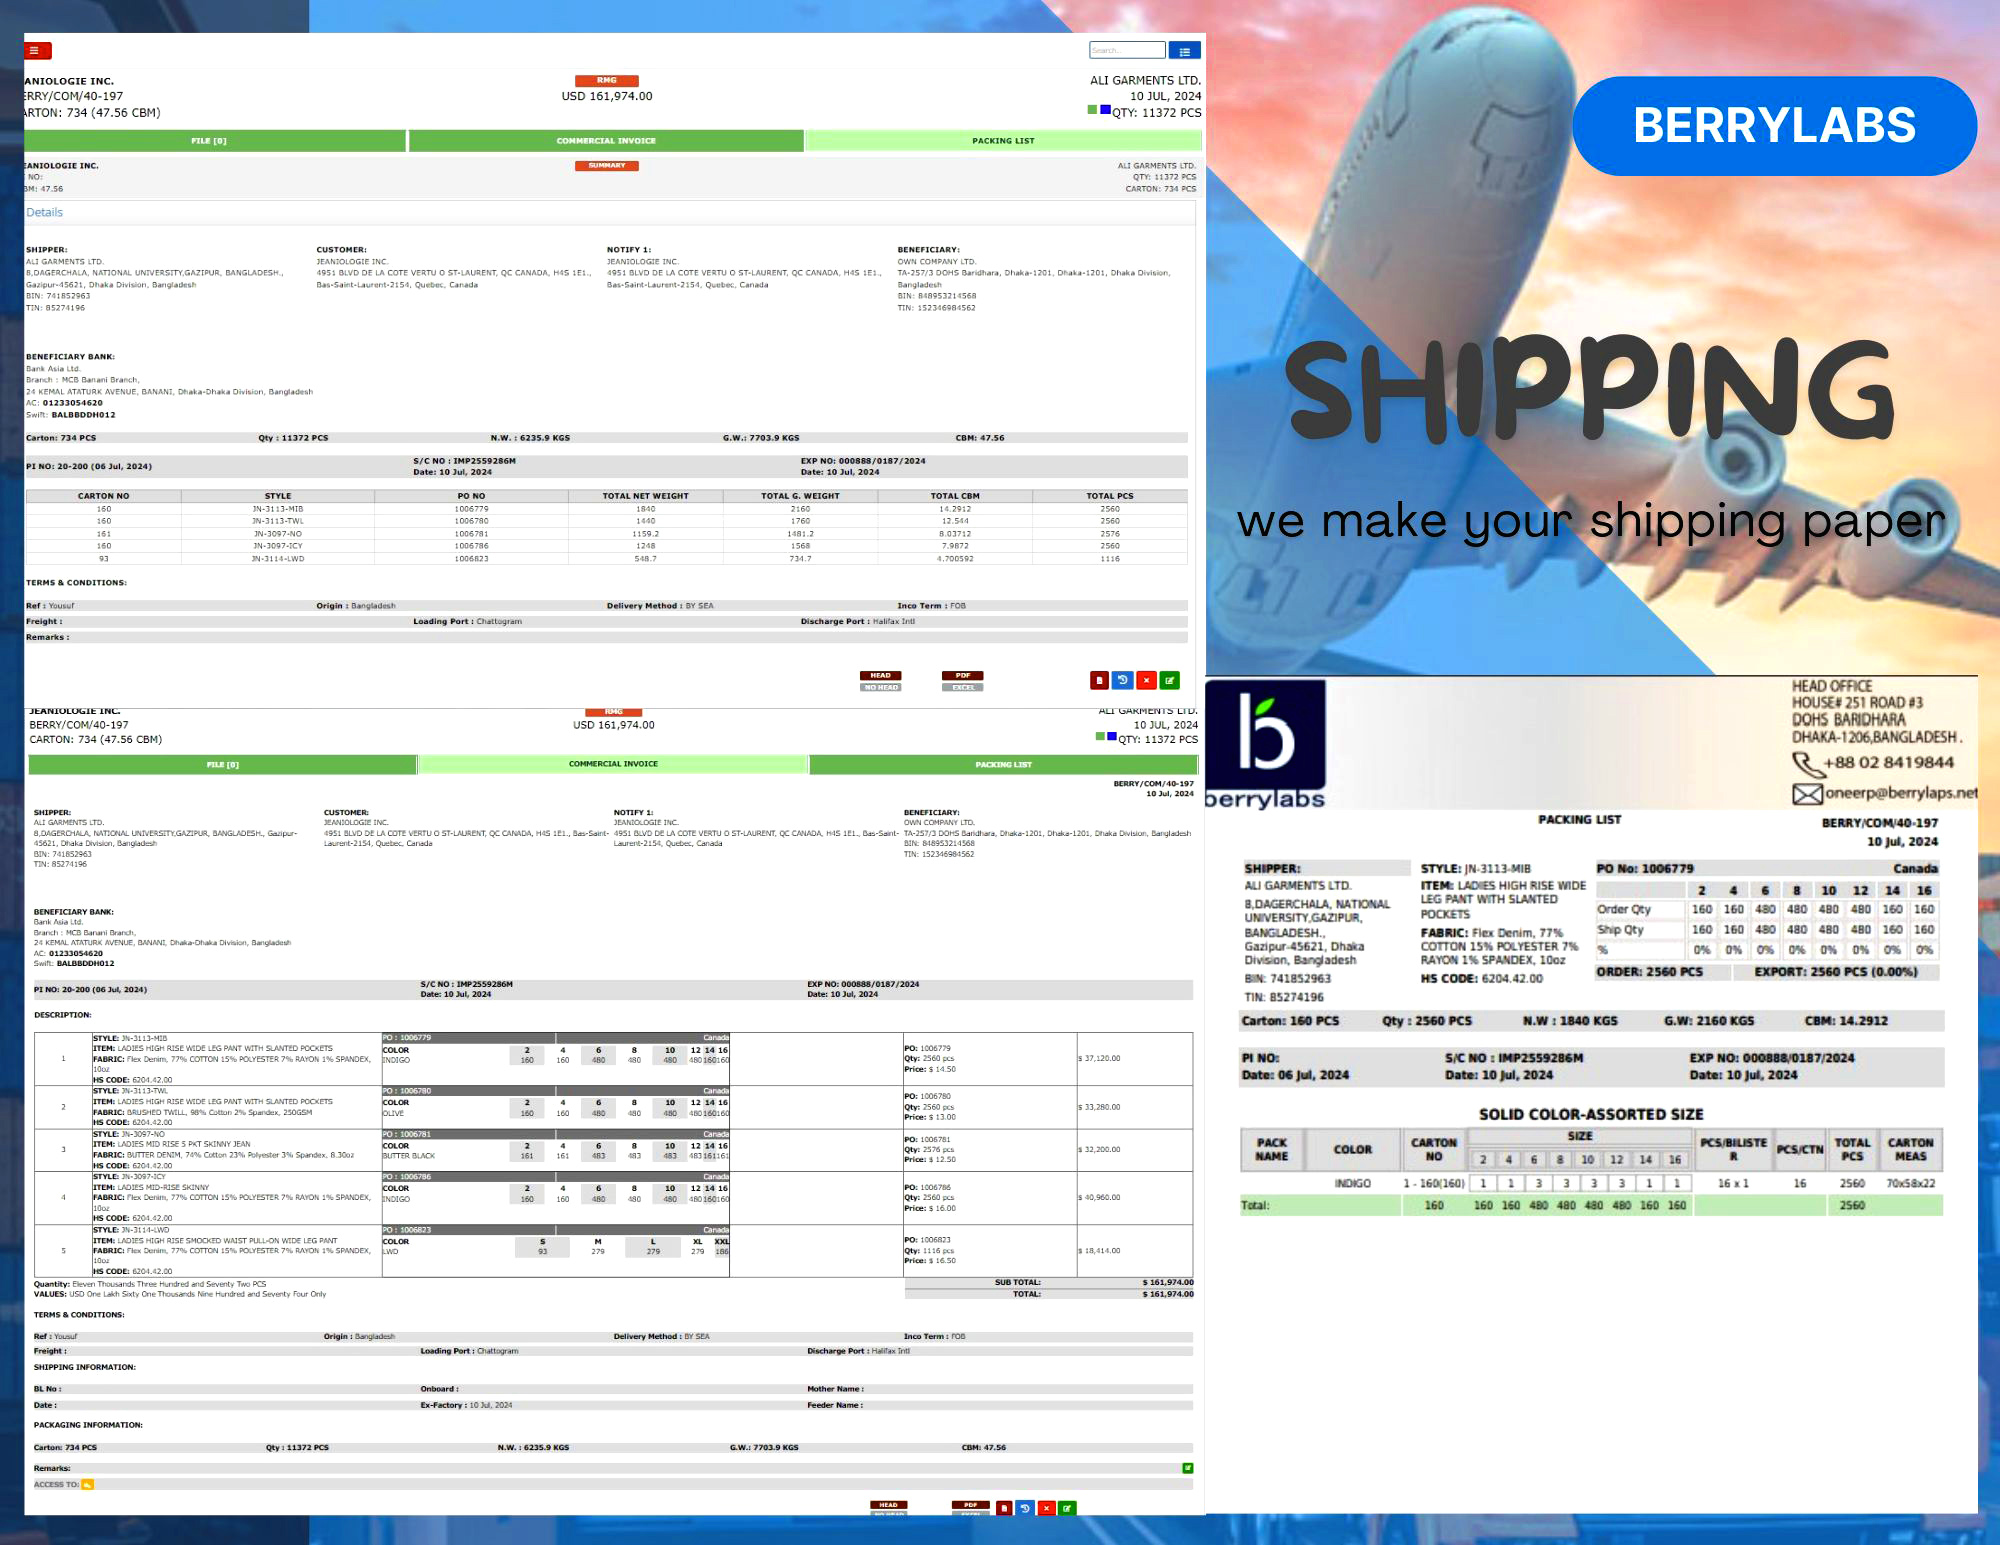 Search...
ANIOLOGIE INC.
RMG
ALI GARMENTS LTD.
ERRY/COM/40-197
USD 161,974.00
10 JUL, 2024
ARTON: 734 (47.56 CBM)
QTY: 11372 PCS
FILE [0]
COMMERCIAL INVOICE
PACKING LIST
EANIOLOGIE INC.
SUMMARY
ALI GARMENTS LTD.
NO:
QTY: 11372 PCS
BM: 47.56
CARTON: 734 PCS
Details
SHIPPER:
ALI GARMENTS LTD.
8,DAGERCHALA, NATIONAL UNIVERSITY,GAZIPUR, BANGLADESH.,
Gazipur-45621, Dhaka Division, Bangladesh
BIN: 741852963
TIN: 85274196
CUSTOMER:
JEANIOLOGIE INC.
4951 BLVD DE LA COTE VERTU O ST-LAURENT, QC CANADA, H4S 1E1.,
Bas-Saint-Laurent-2154, Quebec, Canada
NOTIFY 1:
JEANIOLOGIE INC.
4951 BLVD DE LA COTE VERTU O ST-LAURENT, QC CANADA, H4S 1E1.,
Bas-Saint-Laurent-2154, Quebec, Canada
BENEFICIARY:
OWN COMPANY LTD.
TA-257/3 DOHS Baridhara, Dhaka-1201, Dhaka-1201, Dhaka Division,
Bangladesh
BIN: 848953214568
TIN: 152346984562
BENEFICIARY BANK:
Bank Asia Ltd.
Branch : MCB Banani Branch,
24 KEMAL ATATURK AVENUE, BANANI, Dhaka-Dhaka Division, Bangladesh
AC: 01233054620
Swift: BALBBDDH012
Carton: 734 PCS Qty : 11372 PCS N.W. : 6235.9 KGS G.W.: 7703.9 KGS CBM: 47.56
PI NO: 20-200 (06 Jul, 2024)
S/C NO : IMP2559286M
Date: 10 Jul, 2024
EXP NO: 000888/0187/2024
Date: 10 Jul, 2024
CARTON NO STYLE PO NO TOTAL NET WEIGHT TOTAL G. WEIGHT TOTAL CBM TOTAL PCS
160 JN-3113-MIB 1006779 1840 2160 14.2912 2560
160 JN-3113-TWL 1006780 1440 1760 12.544 2560
161 JN-3097-NO 1006781 1159.2 1481.2 8.03712 2576
160 JN-3097-ICY 1006786 1248 1568 7.9872 2560
93 JN-3114-LWD 1006823 548.7 734.7 4.700592 1116
TERMS & CONDITIONS:
Ref : Yousuf Origin : Bangladesh Delivery Method : BY SEA Inco Term : FOB
Freight : Loading Port : Chattogram Discharge Port : Halifax Intl
Remarks :
HEAD PDF
NO HEAD EXCEL
JEANIOLOGIE INC.
RMG
ALI GARMENTS LTD.
BERRY/COM/40-197
USD 161,974.00
10 JUL, 2024
CARTON: 734 (47.56 CBM)
QTY: 11372 PCS
FILE [0]
COMMERCIAL INVOICE
PACKING LIST
BERRY/COM/40-197
10 Jul, 2024
SHIPPER:
ALI GARMENTS LTD.
8,DAGERCHALA, NATIONAL UNIVERSITY,GAZIPUR, BANGLADESH., Gazipur-
45621, Dhaka Division, Bangladesh
BIN: 741852963
TIN: 85274196
CUSTOMER:
JEANIOLOGIE INC.
4951 BLVD DE LA COTE VERTU O ST-LAURENT, QC CANADA, H4S 1E1., Bas-Saint-
Laurent-2154, Quebec, Canada
NOTIFY 1:
JEANIOLOGIE INC.
4951 BLVD DE LA COTE VERTU O ST-LAURENT, QC CANADA, H4S 1E1., Bas-Saint-
Laurent-2154, Quebec, Canada
BENEFICIARY:
OWN COMPANY LTD.
TA-257/3 DOHS Baridhara, Dhaka-1201, Dhaka-1201, Dhaka Division, Bangladesh
BIN: 848953214568
TIN: 152346984562
BENEFICIARY BANK:
Bank Asia Ltd.
Branch : MCB Banani Branch,
24 KEMAL ATATURK AVENUE, BANANI, Dhaka-Dhaka Division, Bangladesh
AC: 01233054620
Swift: BALBBDDH012
PI NO: 20-200 (06 Jul, 2024)
S/C NO : IMP2559286M
Date: 10 Jul, 2024
EXP NO: 000888/0187/2024
Date: 10 Jul, 2024
DESCRIPTION:
1
STYLE: JN-3113-MIB
ITEM: LADIES HIGH RISE WIDE LEG PANT WITH SLANTED POCKETS
FABRIC: Flex Denim, 77% COTTON 15% POLYESTER 7% RAYON 1% SPANDEX,
10oz
HS CODE: 6204.42.00
PO : 1006779 Canada
COLOR 2 4 6 8 10 12 14 16
INDIGO 160 160 480 480 480 480 160 160
PO: 1006779
Qty: 2560 pcs
Price: $ 14.50
$ 37,120.00
2
STYLE: JN-3113-TWL
ITEM: LADIES HIGH RISE WIDE LEG PANT WITH SLANTED POCKETS
FABRIC: BRUSHED TWILL, 98% Cotton 2% Spandex, 250GSM
HS CODE: 6204.42.00
PO : 1006780 Canada
COLOR 2 4 6 8 10 12 14 16
OLIVE 160 160 480 480 480 480 160 160
PO: 1006780
Qty: 2560 pcs
Price: $ 13.00
$ 33,280.00
3
STYLE: JN-3097-NO
ITEM: LADIES MID RISE 5 PKT SKINNY JEAN
FABRIC: BUTTER DENIM, 74% Cotton 23% Polyester 3% Spandex, 8.30oz
HS CODE: 6204.42.00
PO : 1006781 Canada
COLOR 2 4 6 8 10 12 14 16
BUTTER BLACK 161 161 483 483 483 483 161 161
PO: 1006781
Qty: 2576 pcs
Price: $ 12.50
$ 32,200.00
4
STYLE: JN-3097-ICY
ITEM: LADIES MID-RISE SKINNY
FABRIC: Flex Denim, 77% COTTON 15% POLYESTER 7% RAYON 1% SPANDEX,
10oz
HS CODE: 6204.42.00
PO : 1006786 Canada
COLOR 2 4 6 8 10 12 14 16
INDIGO 160 160 480 480 480 480 160 160
PO: 1006786
Qty: 2560 pcs
Price: $ 16.00
$ 40,960.00
5
STYLE: JN-3114-LWD
ITEM: LADIES HIGH RISE SMOCKED WAIST PULL-ON WIDE LEG PANT
FABRIC: Flex Denim, 77% COTTON 15% POLYESTER 7% RAYON 1% SPANDEX,
10oz
HS CODE: 6204.42.00
PO : 1006823 Canada
COLOR S M L XL XXL
LWD 93 279 279 279 186
PO: 1006823
Qty: 1116 pcs
Price: $ 16.50
$ 18,414.00
Quantity: Eleven Thousands Three Hundred and Seventy Two PCS
SUB TOTAL: $ 161,974.00
VALUES: USD One Lakh Sixty One Thousands Nine Hundred and Seventy Four Only
TOTAL: $ 161,974.00
TERMS & CONDITIONS:
Ref : Yousuf Origin : Bangladesh Delivery Method : BY SEA Inco Term : FOB
Freight : Loading Port : Chattogram Discharge Port : Halifax Intl
SHIPPING INFORMATION:
BL No : Onboard : Mother Name :
Date : Ex-Factory : 10 Jul, 2024 Feeder Name :
PACKAGING INFORMATION:
Carton: 734 PCS Qty : 11372 PCS N.W. : 6235.9 KGS G.W.: 7703.9 KGS CBM: 47.56
Remarks:
ACCESS TO:
HEAD PDF
NO HEAD
BERRYLABS
SHIPPING
we make your shipping paper
b
berrylabs
HEAD OFFICE
HOUSE# 251 ROAD #3
DOHS BARIDHARA
DHAKA-1206,BANGLADESH .
+88 02 8419844
oneerp@berrylaps.net
PACKING LIST
BERRY/COM/40-197
10 Jul, 2024
SHIPPER:
ALI GARMENTS LTD.
8,DAGERCHALA, NATIONAL
UNIVERSITY,GAZIPUR,
BANGLADESH.,
Gazipur-45621, Dhaka
Division, Bangladesh
BIN: 741852963
TIN: 85274196
STYLE: JN-3113-MIB
ITEM: LADIES HIGH RISE WIDE
LEG PANT WITH SLANTED
POCKETS
FABRIC: Flex Denim, 77%
COTTON 15% POLYESTER 7%
RAYON 1% SPANDEX, 10oz
HS CODE: 6204.42.00
PO No: 1006779 Canada
2 4 6 8 10 12 14 16
Order Qty 160 160 480 480 480 480 160 160
Ship Qty 160 160 480 480 480 480 160 160
% 0% 0% 0% 0% 0% 0% 0% 0%
ORDER: 2560 PCS EXPORT: 2560 PCS (0.00%)
Carton: 160 PCS Qty : 2560 PCS N.W : 1840 KGS G.W: 2160 KGS CBM: 14.2912
PI NO: S/C NO : IMP2559286M EXP NO: 000888/0187/2024
Date: 06 Jul, 2024 Date: 10 Jul, 2024 Date: 10 Jul, 2024
SOLID COLOR-ASSORTED SIZE
PACK NAME COLOR CARTON NO SIZE PCS/BILISTER PCS/CTN TOTAL PCS CARTON MEAS
2 4 6 8 10 12 14 16
INDIGO 1 - 160(160) 1 1 3 3 3 3 1 1 16 x 1 16 2560 70x58x22
Total: 160 160 160 480 480 480 480 160 160 2560